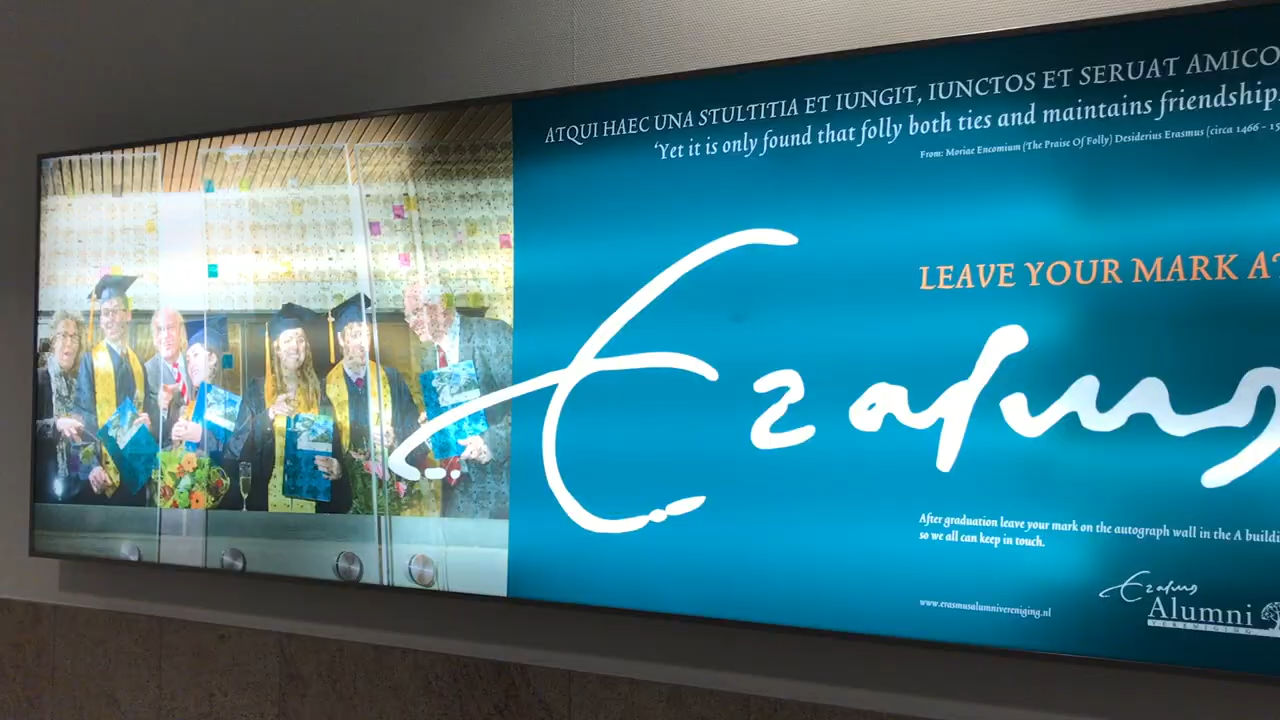 ATQUI HAEC UNA STULTITIA ET IUNGIT, IUNCTOS ET SERUAT AMICO
‘Yet it is only found that folly both ties and maintains friendship.
From: Moriae Encomium (The Praise Of Folly) Desiderius Erasmus (circa 1466 - 15
LEAVE YOUR MARK AT
Erasmus
After graduation leave your mark on the autograph wall in the A buildi
so we all can keep in touch.
www.erasmusalumnivereniging.nl
Erasmus
Alumni
VERENIGING